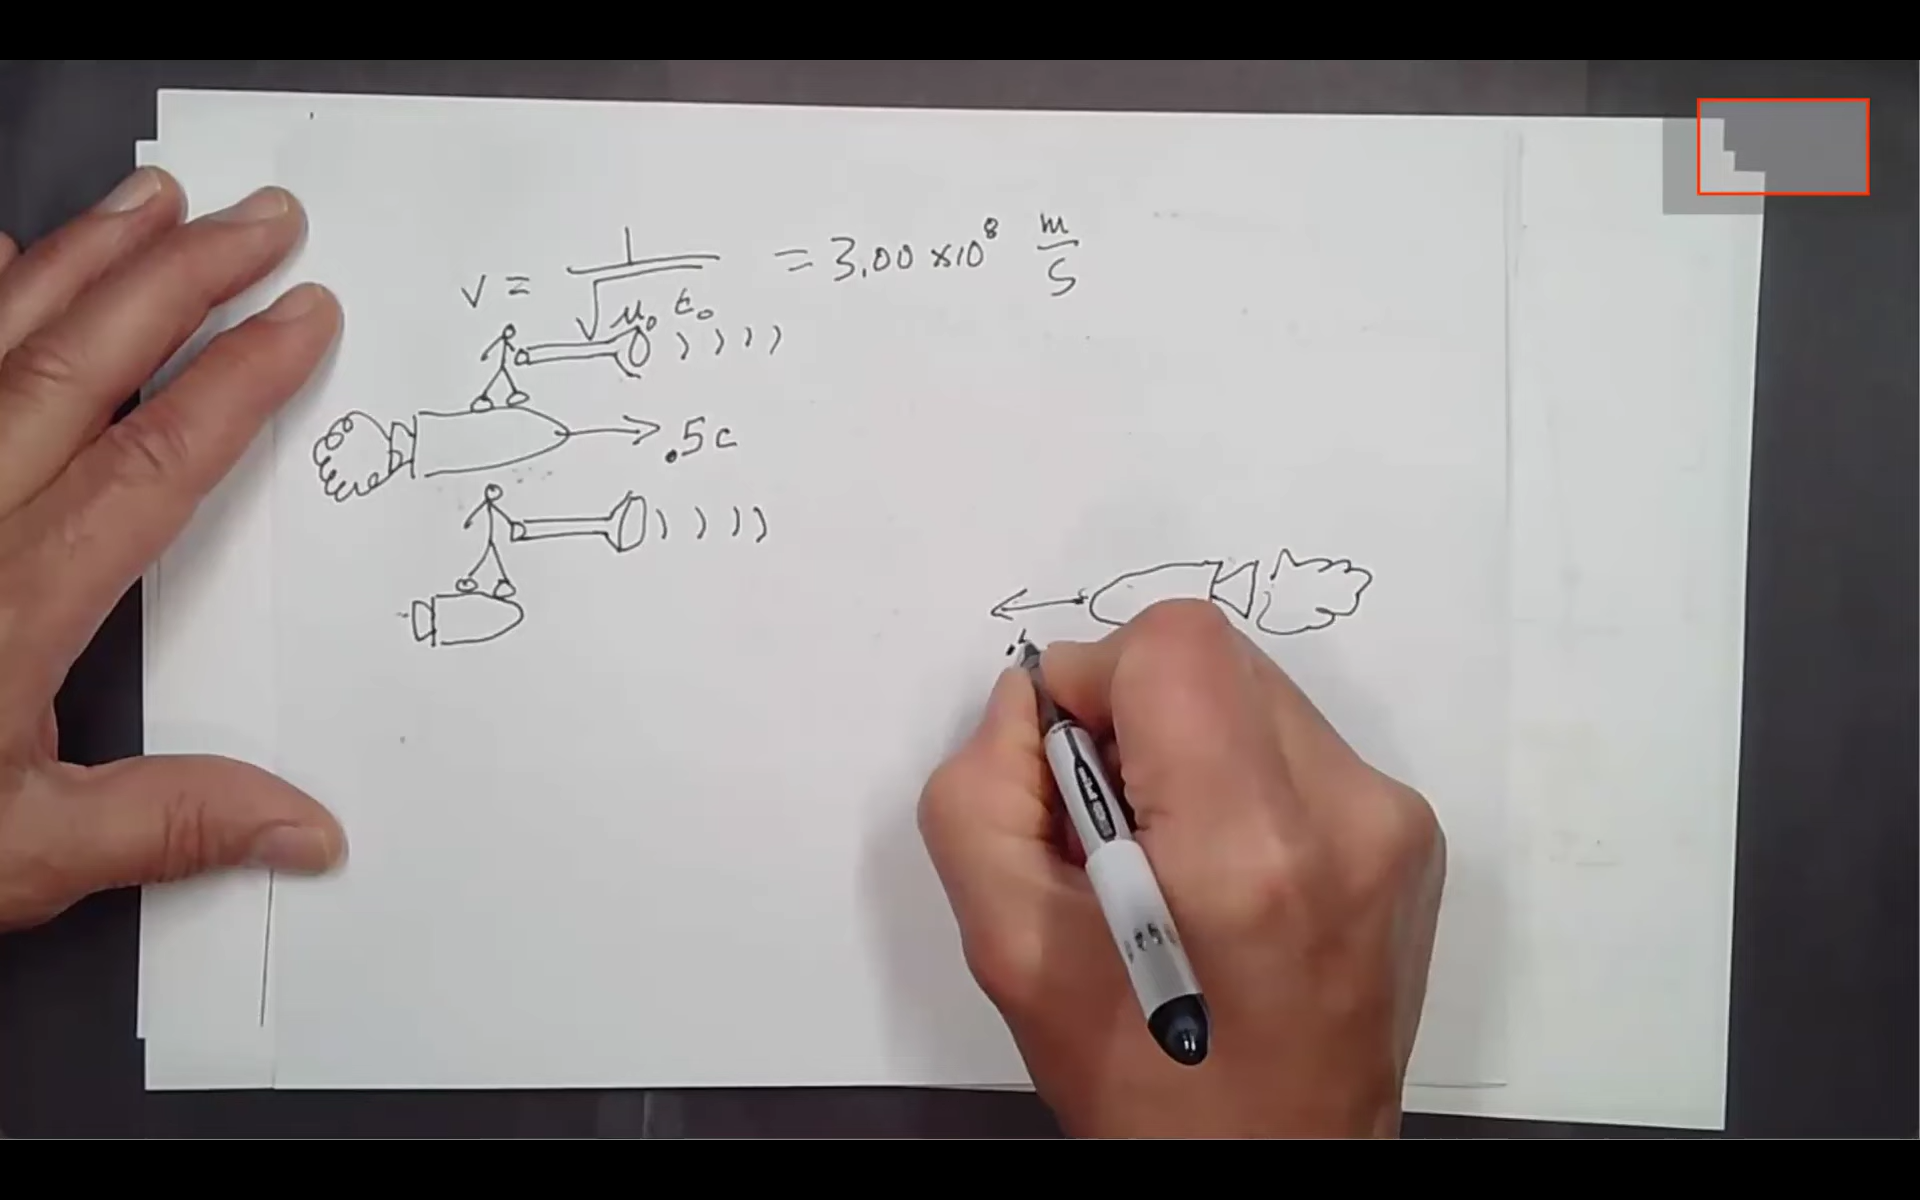 v = 1/√(μ₀ ε₀) = 3.00 ×10⁸ m/s
.5c